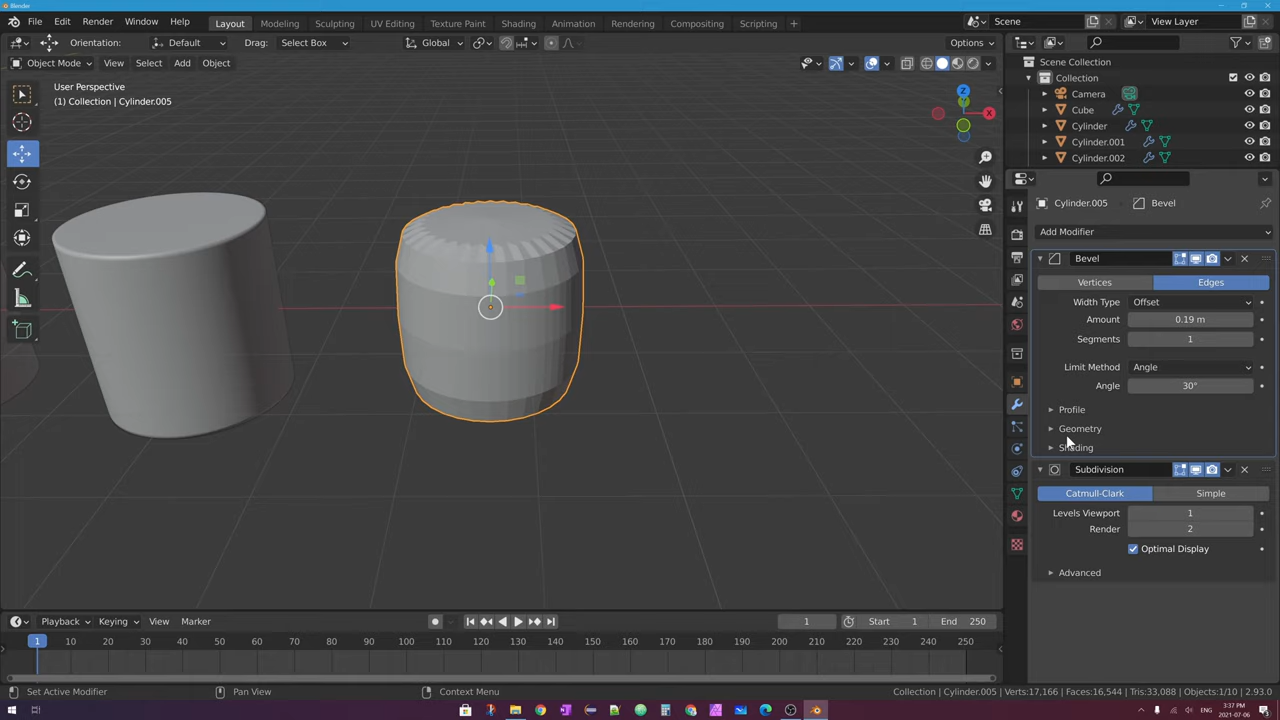 Blender
File Edit Render Window Help Layout Modeling Sculpting UV Editing Texture Paint Shading Animation Rendering Compositing Scripting + Scene View Layer
Orientation: Default Drag: Select Box Global Options
Object Mode View Select Add Object
User Perspective
(1) Collection | Cylinder.005
Z
Y
X
Scene Collection
Collection
Camera
Cube
Cylinder
Cylinder.001
Cylinder.002
Cylinder.005 Bevel
Add Modifier
Bevel
Vertices Edges
Width Type Offset
Amount 0.19 m
Segments 1
Limit Method Angle
Angle 30°
Profile
Geometry
Shading
Subdivision
Catmull-Clark Simple
Levels Viewport 1
Render 2
Optimal Display
Advanced
Playback Keying View Marker 1 Start 1 End 250
1 10 20 30 40 50 60 70 80 90 100 110 120 130 140 150 160 170 180 190 200 210 220 230 240 250
Set Active Modifier Pan View Context Menu Collection | Cylinder.005 | Verts:17,166 | Faces:16,544 | Tris:33,088 | Objects:1/10 | 2.93.0
3:37 PM
2021-07-06